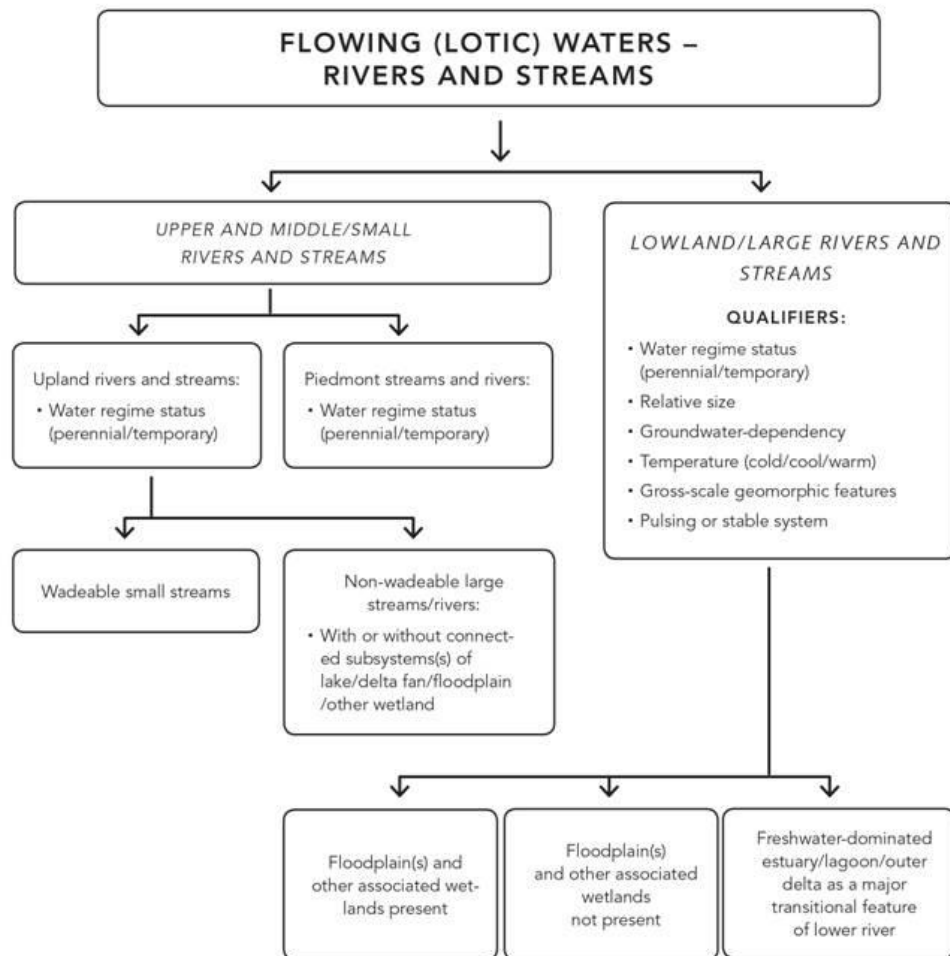 FLOWING (LOTIC) WATERS –
RIVERS AND STREAMS
UPPER AND MIDDLE/SMALL
RIVERS AND STREAMS
LOWLAND/LARGE RIVERS AND
STREAMS
QUALIFIERS:
• Water regime status
(perennial/temporary)
• Relative size
• Groundwater-dependency
• Temperature (cold/cool/warm)
• Gross-scale geomorphic features
• Pulsing or stable system
Upland rivers and streams:
• Water regime status
(perennial/temporary)
Piedmont streams and rivers:
• Water regime status
(perennial/temporary)
Wadeable small streams
Non-wadeable large
streams/rivers:
• With or without connect-
ed subsystems(s) of
lake/delta fan/floodplain
/other wetland
Floodplain(s) and
other associated wet-
lands present
Floodplain(s)
and other associated
wetlands
not present
Freshwater-dominated
estuary/lagoon/outer
delta as a major
transitional feature
of lower river